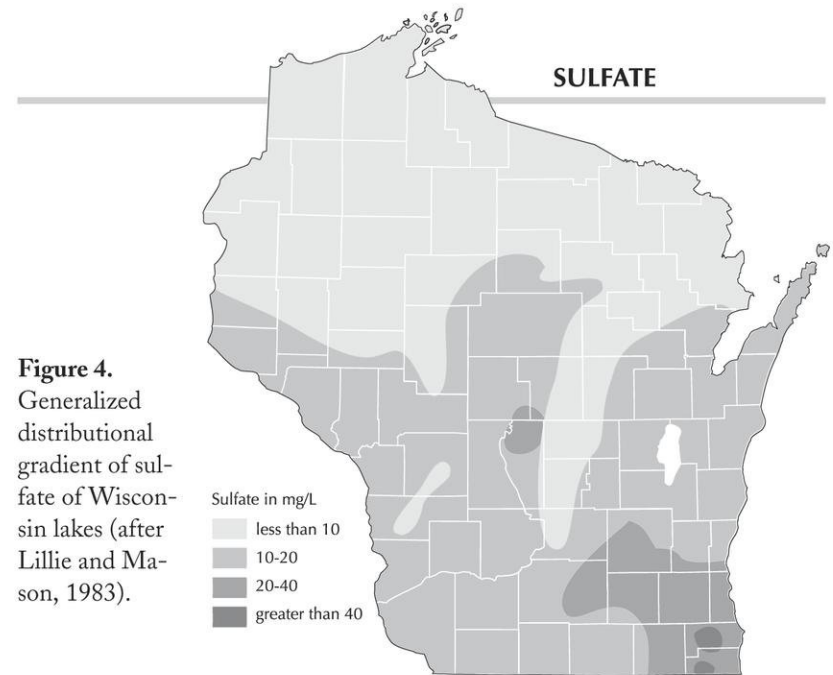 SULFATE
Figure 4.
Generalized
distributional
gradient of sul-
fate of Wiscon-
sin lakes (after
Lillie and Ma-
son, 1983).
Sulfate in mg/L
less than 10
10-20
20-40
greater than 40